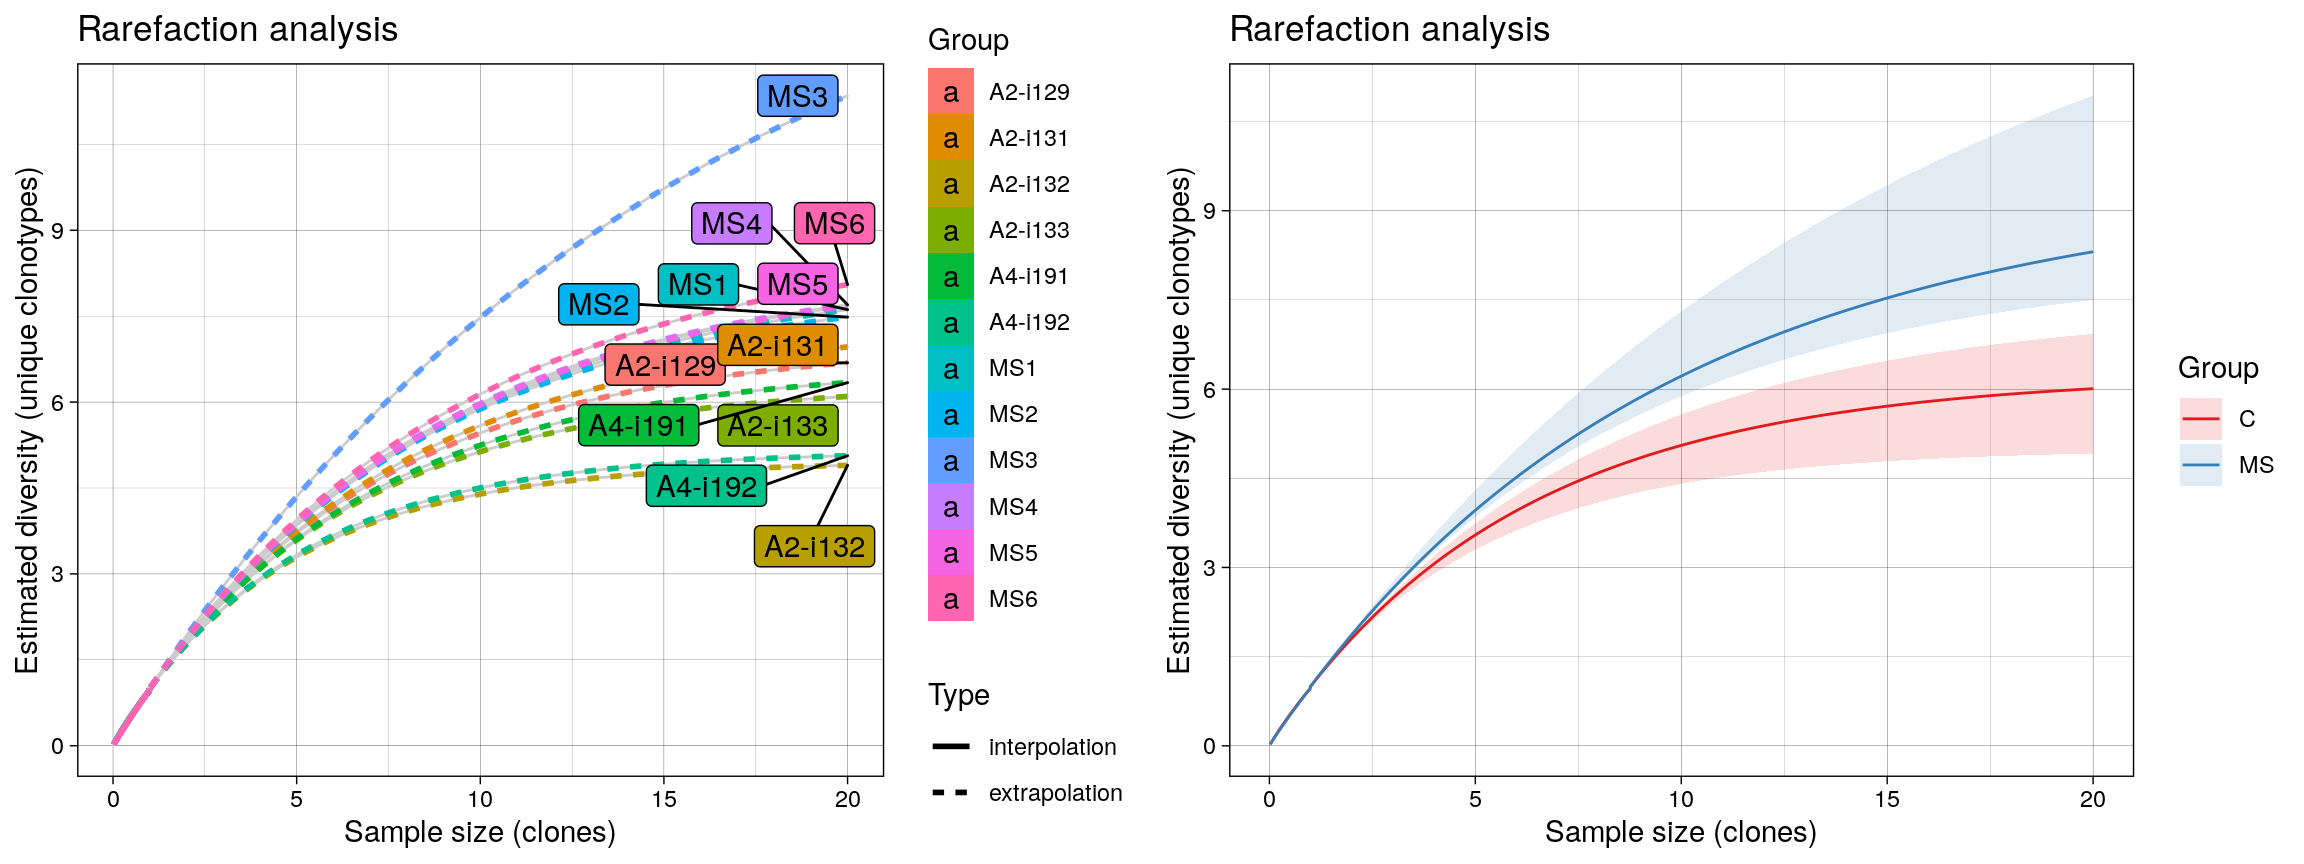 Rarefaction analysis
Estimated diversity (unique clonotypes)
9
6
3
0
MS3
MS4
MS6
MS1
MS5
MS2
A2-i131
A2-i129
A4-i191
A2-i133
A4-i192
A2-i132
0
5
10
15
20
Sample size (clones)
Group
a A2-i129
a A2-i131
a A2-i132
a A2-i133
a A4-i191
a A4-i192
a MS1
a MS2
a MS3
a MS4
a MS5
a MS6
Type
interpolation
extrapolation
Rarefaction analysis
Estimated diversity (unique clonotypes)
9
6
3
0
0
5
10
15
20
Sample size (clones)
Group
C
MS